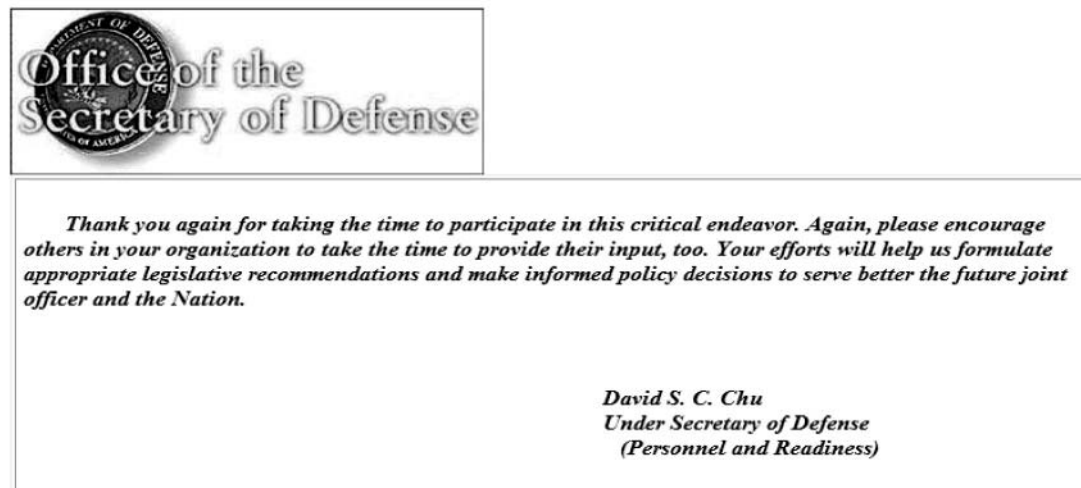 DEPARTMENT OF DEFENSE
Office of the
Secretary of Defense
Thank you again for taking the time to participate in this critical endeavor. Again, please encourage
others in your organization to take the time to provide their input, too. Your efforts will help us formulate
appropriate legislative recommendations and make informed policy decisions to serve better the future joint
officer and the Nation.
David S. C. Chu
Under Secretary of Defense
(Personnel and Readiness)